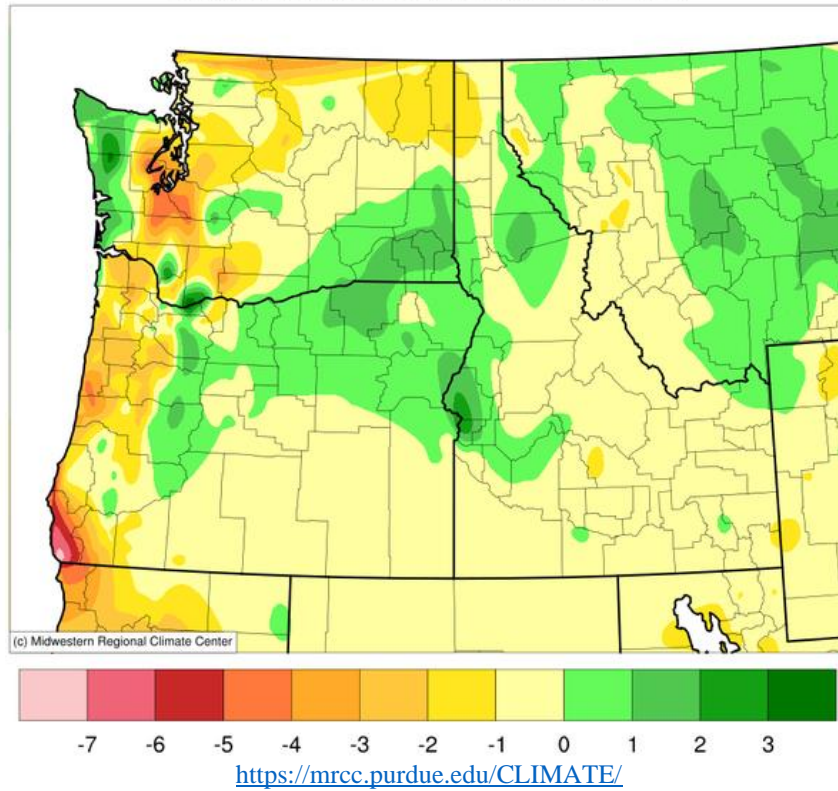 (c) Midwestern Regional Climate Center
-7 -6 -5 -4 -3 -2 -1 0 1 2 3
https://mrcc.purdue.edu/CLIMATE/